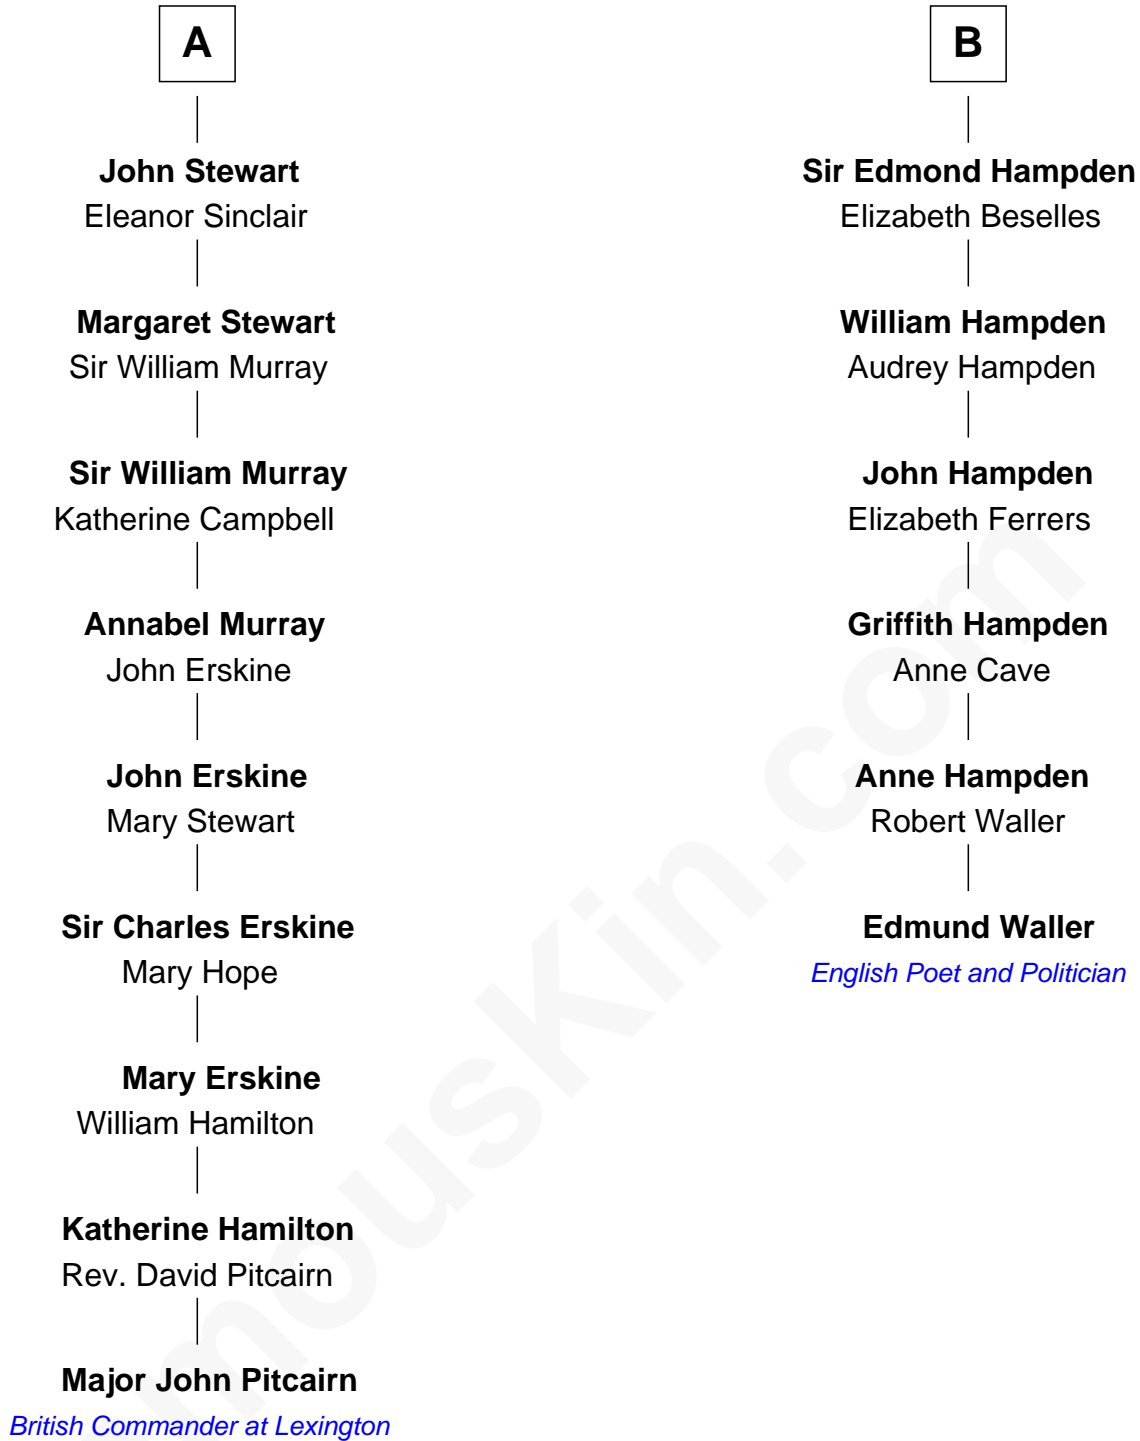 A
John Stewart
Eleanor Sinclair
Margaret Stewart
Sir William Murray
Sir William Murray
Katherine Campbell
Annabel Murray
John Erskine
John Erskine
Mary Stewart
Sir Charles Erskine
Mary Hope
Mary Erskine
William Hamilton
Katherine Hamilton
Rev. David Pitcairn
Major John Pitcairn
British Commander at Lexington
B
Sir Edmond Hampden
Elizabeth Beselles
William Hampden
Audrey Hampden
John Hampden
Elizabeth Ferrers
Griffith Hampden
Anne Cave
Anne Hampden
Robert Waller
Edmund Waller
English Poet and Politician
mouskin.com